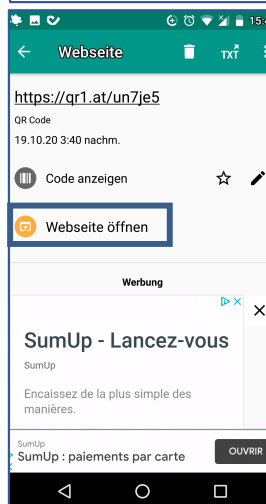 15:4
Webseite
TXT
https://qr1.at/un7je5
QR Code
19.10.20 3:40 nachm.
Code anzeigen
Webseite öffnen
Werbung
SumUp - Lancez-vous
SumUp
Encaissez de la plus simple des
manières.
SumUp
SumUp : paiements par carte
OUVRIR